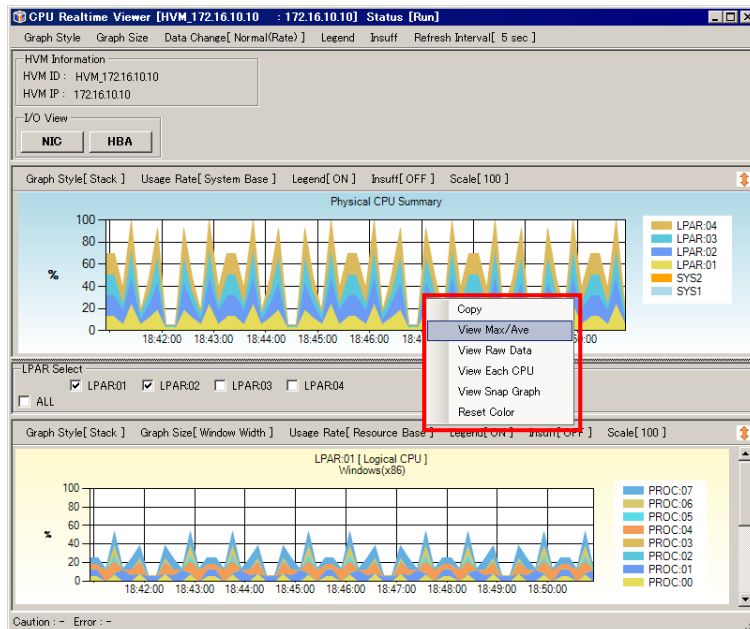 CPU Realtime Viewer [HVM_172.16.10.10 : 172.16.10.10] Status [Run]
Graph Style Graph Size Data Change[ Normal(Rate) ] Legend Insuff Refresh Interval[ 5 sec ]
HVM Information
HVM ID : HVM_172.16.10.10
HVM IP : 172.16.10.10
I/O View
NIC HBA
Graph Style[ Stack ] Usage Rate[ System Base ] Legend[ ON ] Insuff[ OFF ] Scale[ 100 ]
Physical CPU Summary
100
80
60
%
40
20
0
18:42:00 18:43:00 18:44:00 18:45:00 18:46:00 18:4
:00
LPAR:04
LPAR:03
LPAR:02
LPAR:01
SYS2
SYS1
Copy
View Max/Ave
View Raw Data
View Each CPU
View Snap Graph
Reset Color
LPAR Select
LPAR:01 LPAR:02 LPAR:03 LPAR:04
ALL
Graph Style[ Stack ] Graph Size[ Window Width ] Usage Rate[ Resource Base ] Legend[ ON ] Insuff[ OFF ] Scale[ 100 ]
LPAR:01 [ Logical CPU ]
Windows(x86)
100
80
60
%
40
20
0
18:42:00 18:43:00 18:44:00 18:45:00 18:46:00 18:47:00 18:48:00 18:49:00 18:50:00
PROC:07
PROC:06
PROC:05
PROC:04
PROC:03
PROC:02
PROC:01
PROC:00
Caution : - Error : -